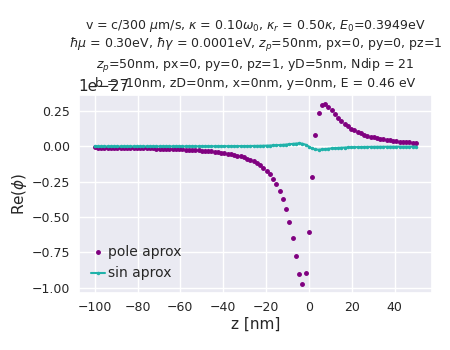 v = c/300 μm/s, κ = 0.10ω₀, κᵣ = 0.50κ, E₀=0.3949eV
ℏμ = 0.30eV, ℏγ = 0.0001eV, zₚ=50nm, px=0, py=0, pz=1
zₚ=50nm, px=0, py=0, pz=1, yD=5nm, Ndip = 21
b = -10nm, zD=0nm, x=0nm, y=0nm, E = 0.46 eV
1e−27
0.25
0.00
−0.25
−0.50
−0.75
−1.00
Re(ϕ)
pole aprox
sin aprox
−100 −80 −60 −40 −20 0 20 40
z [nm]